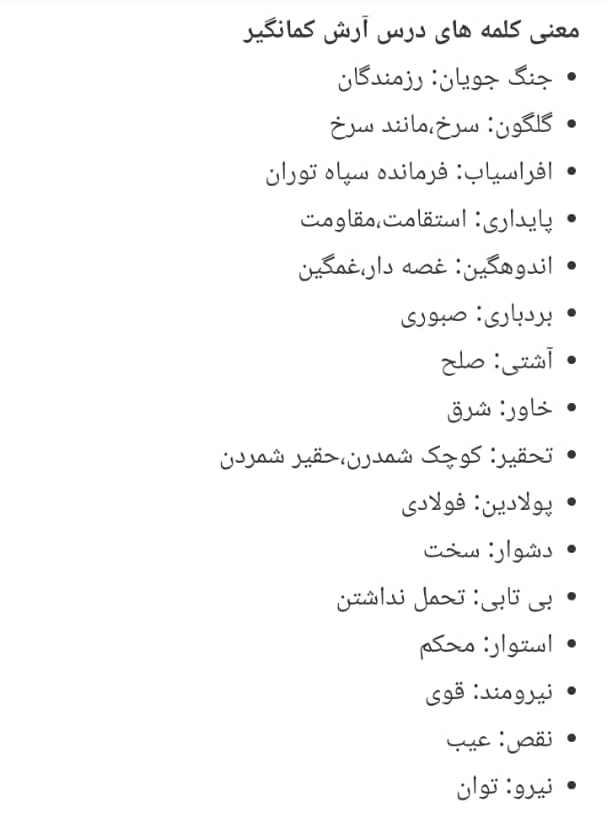 معنی کلمه های درس آرش کمانگیر
• جنگ جویان: رزمندگان
• گلگون: سرخ،مانند سرخ
• افراسیاب: فرمانده سپاه توران
• پایداری: استقامت،مقاومت
• اندوهگین: غصه دار،غمگین
• بردباری: صبوری
• آشتی: صلح
• خاور: شرق
• تحقیر: کوچک شمدرن،حقیر شمردن
• پولادین: فولادی
• دشوار: سخت
• بی تابی: تحمل نداشتن
• استوار: محکم
• نیرومند: قوی
• نقص: عیب
• نیرو: توان